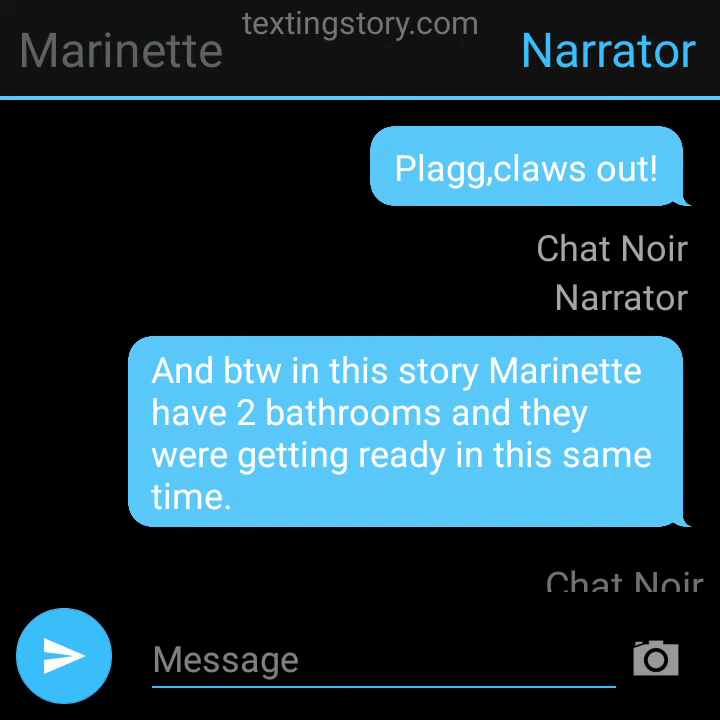 textingstory.com
Marinette Narrator
Plagg,claws out!
Chat Noir
Narrator
And btw in this story Marinette
have 2 bathrooms and they
were getting ready in this same
time.
Chat Noir
Message